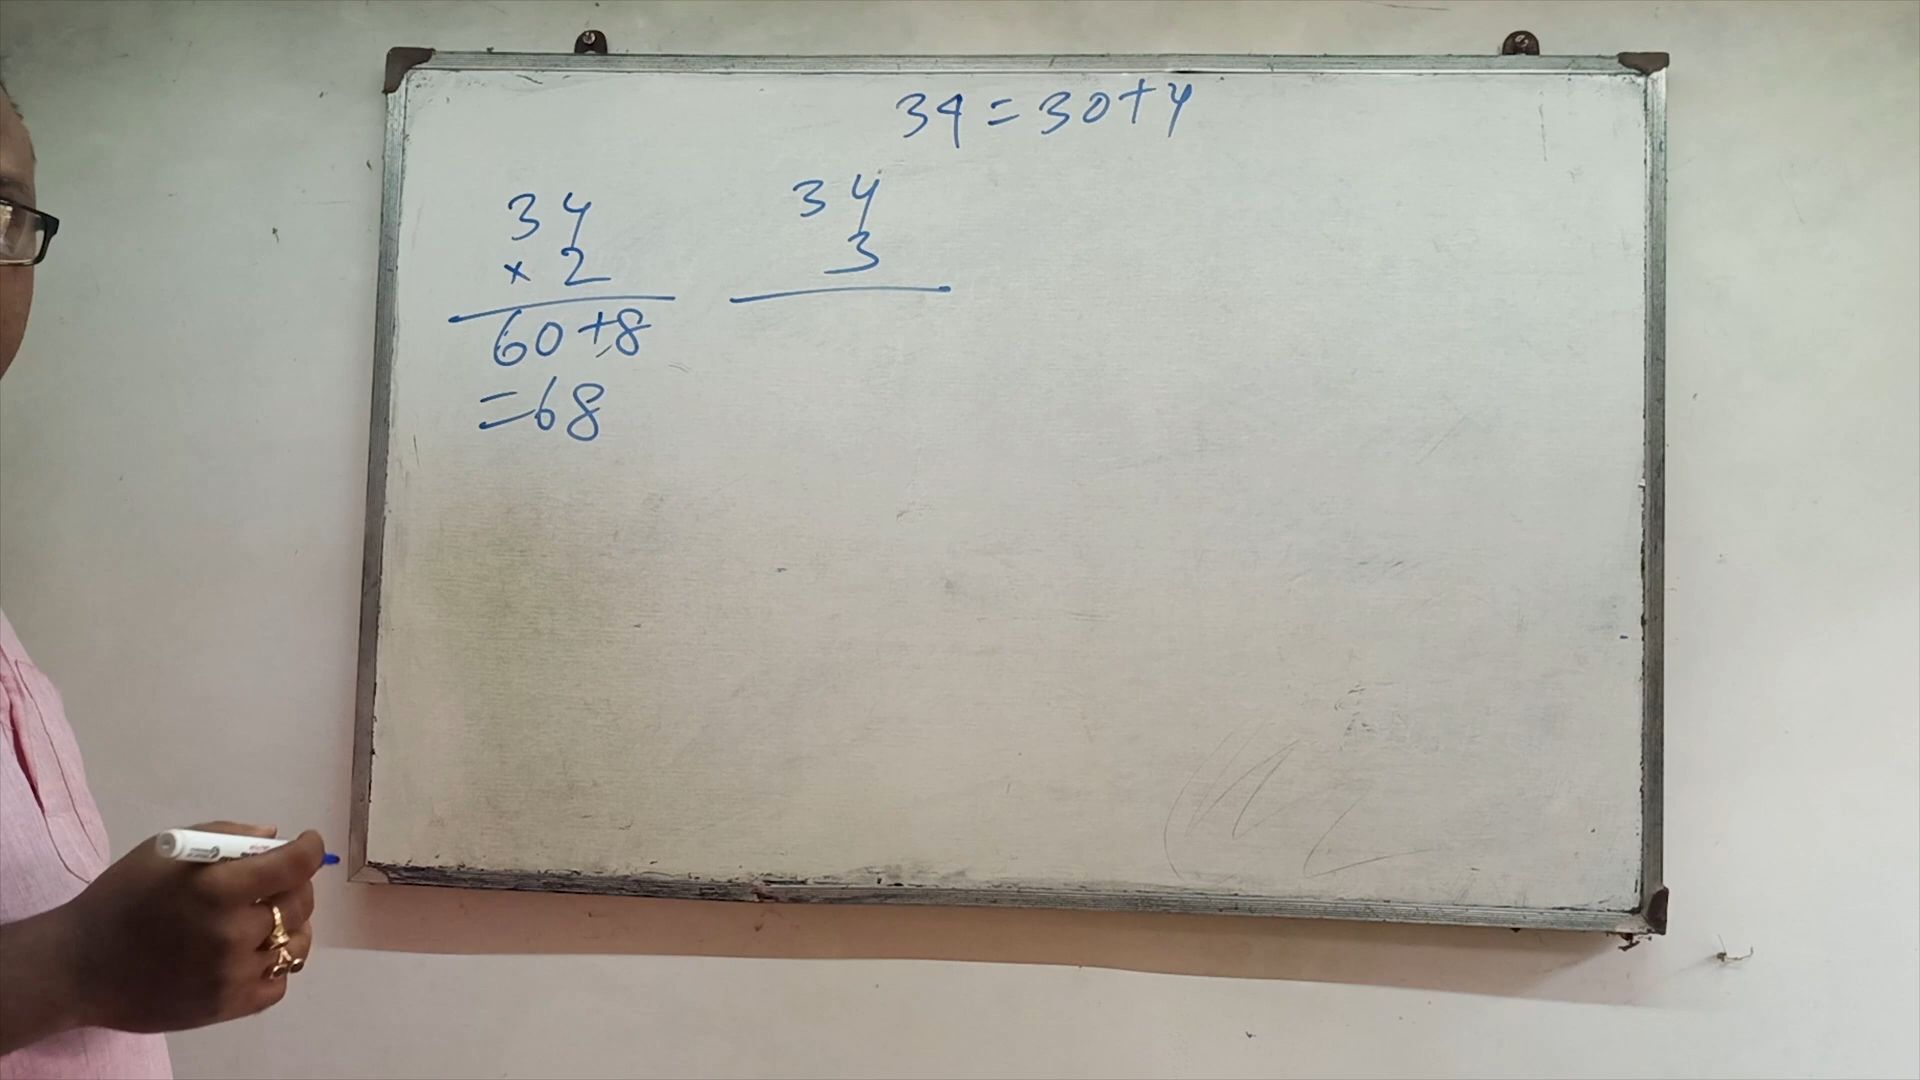 34 = 30 + 4
34
× 2
60 + 8
= 68
34
3